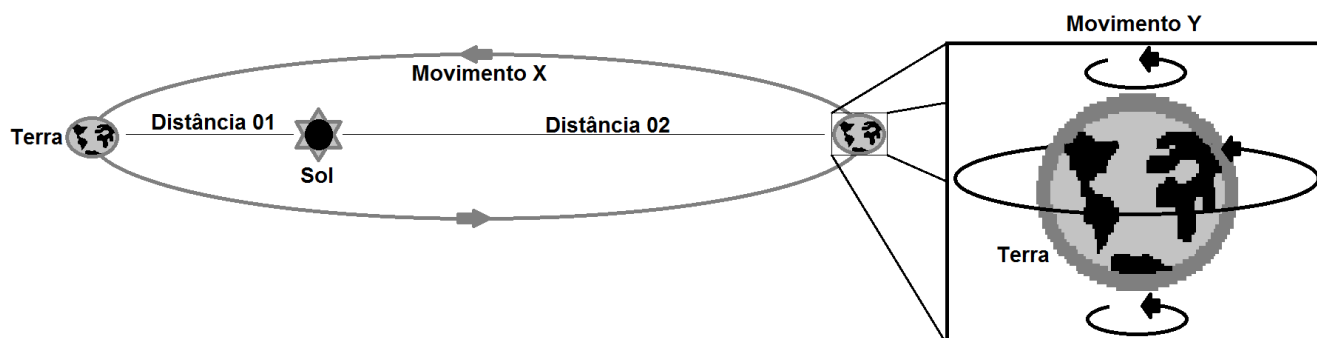 Movimento Y
Movimento X
Distância 01
Distância 02
Terra
Sol
Terra